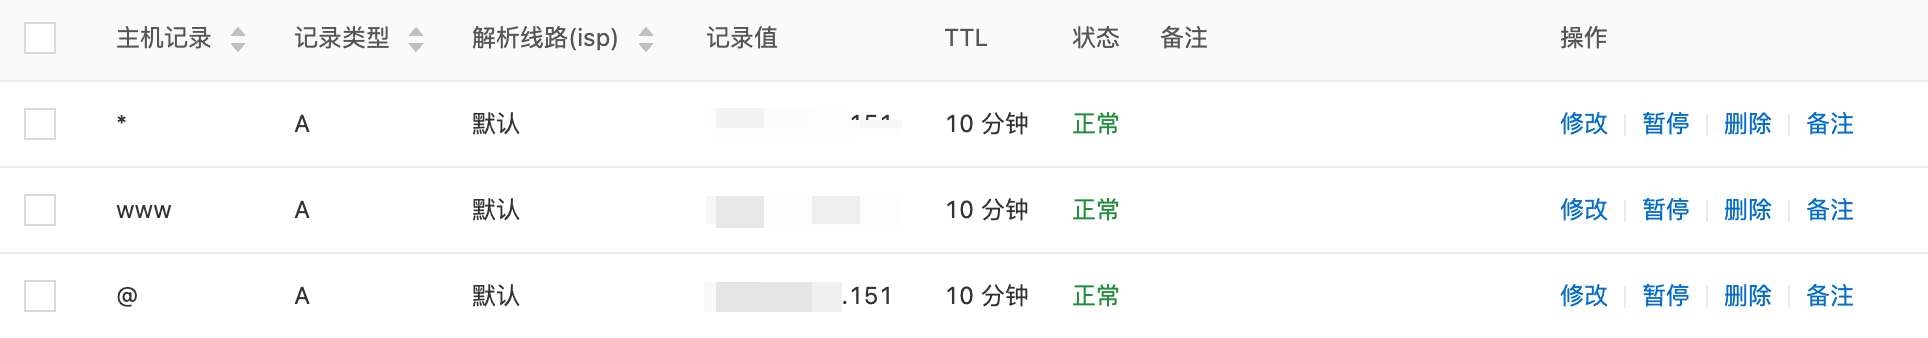 主机记录 记录类型 解析线路(isp) 记录值 TTL 状态 备注 操作
* A 默认 .151 10 分钟 正常 修改 暂停 删除 备注
www A 默认 10 分钟 正常 修改 暂停 删除 备注
@ A 默认 .151 10 分钟 正常 修改 暂停 删除 备注